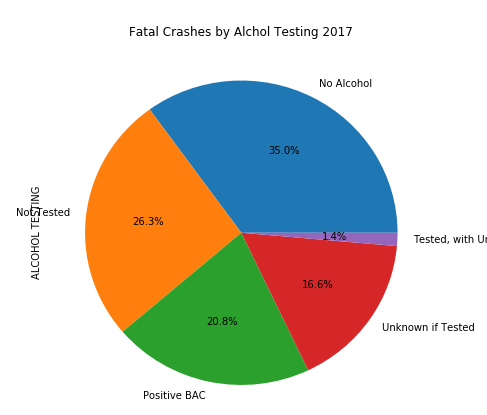 Fatal Crashes by Alchol Testing 2017
No Alcohol
35.0%
Not Tested
26.3%
ALCOHOL TESTING
1.4%
Tested, with
16.6%
20.8%
Unknown if Tested
Positive BAC